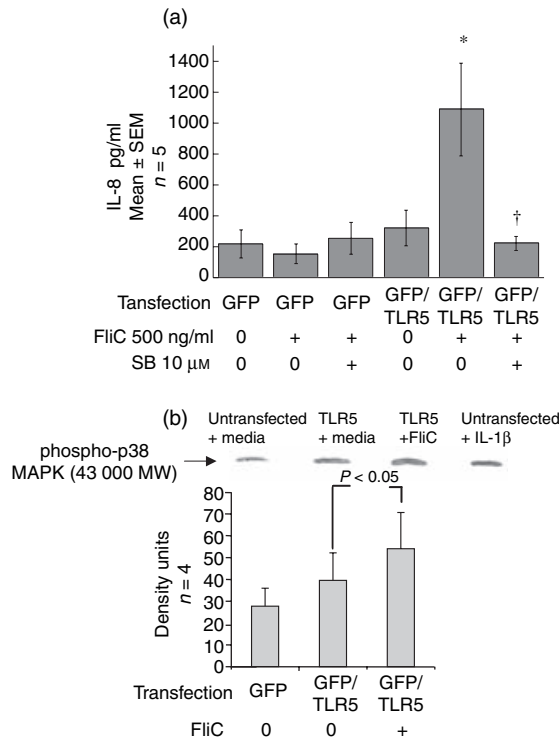 (a)
1400
1200
1000
800
600
400
200
0
IL-8 pg/ml
Mean ± SEM
n = 5
*
†
Tansfection GFP GFP GFP GFP/TLR5 GFP/TLR5 GFP/TLR5
FliC 500 ng/ml 0 + + 0 + +
SB 10 µM 0 0 + 0 0 +
(b)
Untransfected + media
TLR5 + media
TLR5 +FliC
Untransfected + IL-1β
phospho-p38
MAPK (43 000 MW)
P < 0.05
80
70
60
50
40
30
20
10
0
Density units
n = 4
Transfection GFP GFP/TLR5 GFP/TLR5
FliC 0 0 +